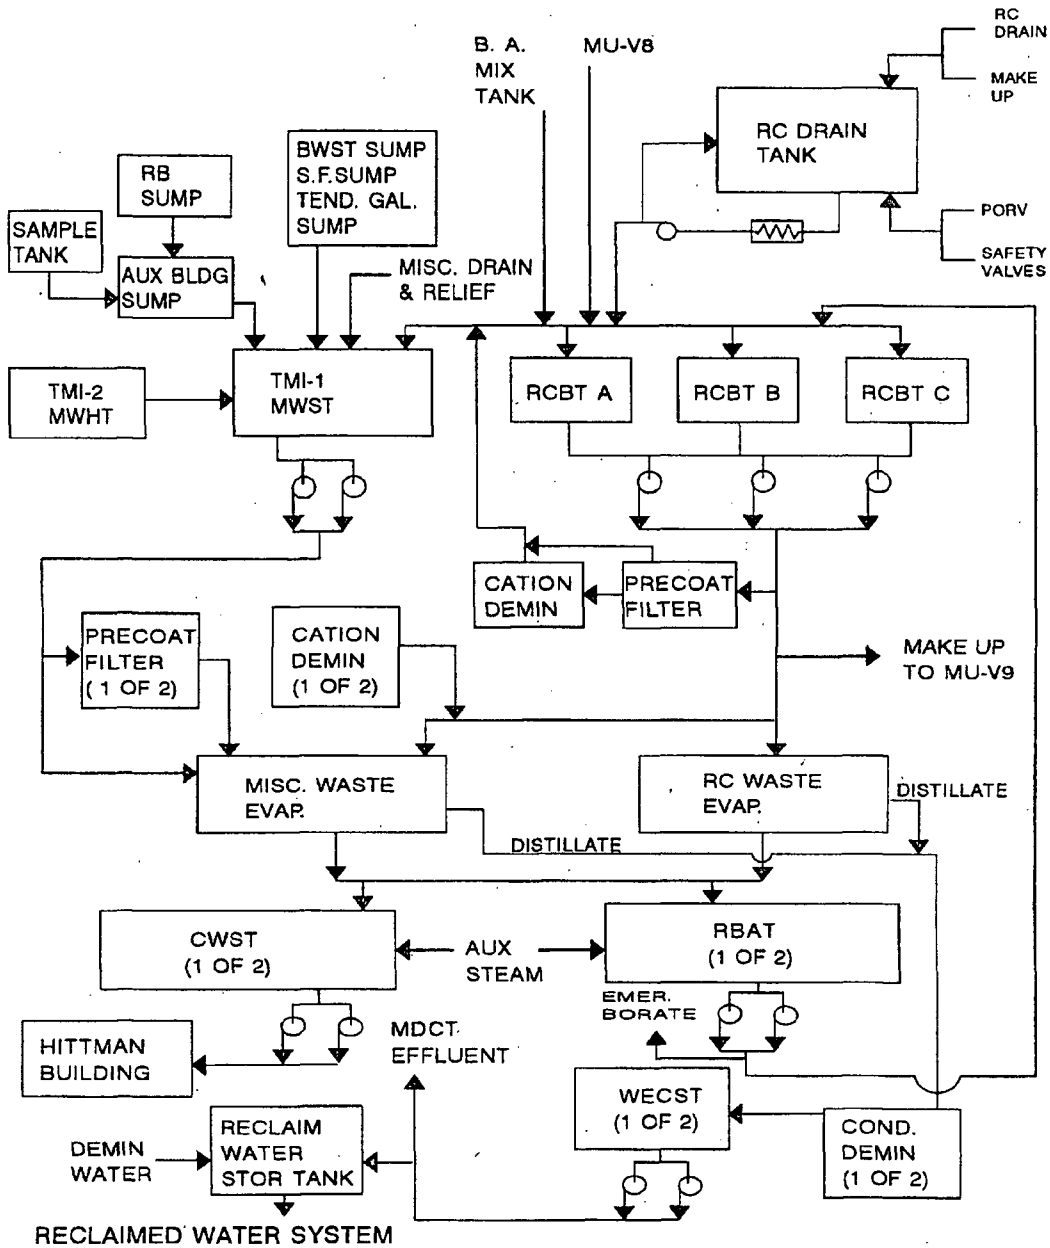 RC
DRAIN
MAKE
UP
B. A.
MIX
TANK
MU-V8
RC DRAIN
TANK
PORV
SAFETY
VALVES
BWST SUMP
S.F.SUMP
TEND. GAL.
SUMP
RB
SUMP
SAMPLE
TANK
AUX BLDG
SUMP
MISC. DRAIN
& RELIEF
TMI-2
MWHT
TMI-1
MWST
RCBT A
RCBT B
RCBT C
CATION
DEMIN
PRECOAT
FILTER
PRECOAT
FILTER
( 1 OF 2)
CATION
DEMIN
(1 OF 2)
MAKE UP
TO MU-V9
MISC. WASTE
EVAP.
RC WASTE
EVAP.
DISTILLATE
DISTILLATE
CWST
(1 OF 2)
AUX
STEAM
RBAT
(1 OF 2)
EMER.
BORATE
HITTMAN
BUILDING
MDCT
EFFLUENT
WECST
(1 OF 2)
COND.
DEMIN
(1 OF 2)
DEMIN
WATER
RECLAIM
WATER
STOR TANK
RECLAIMED WATER SYSTEM